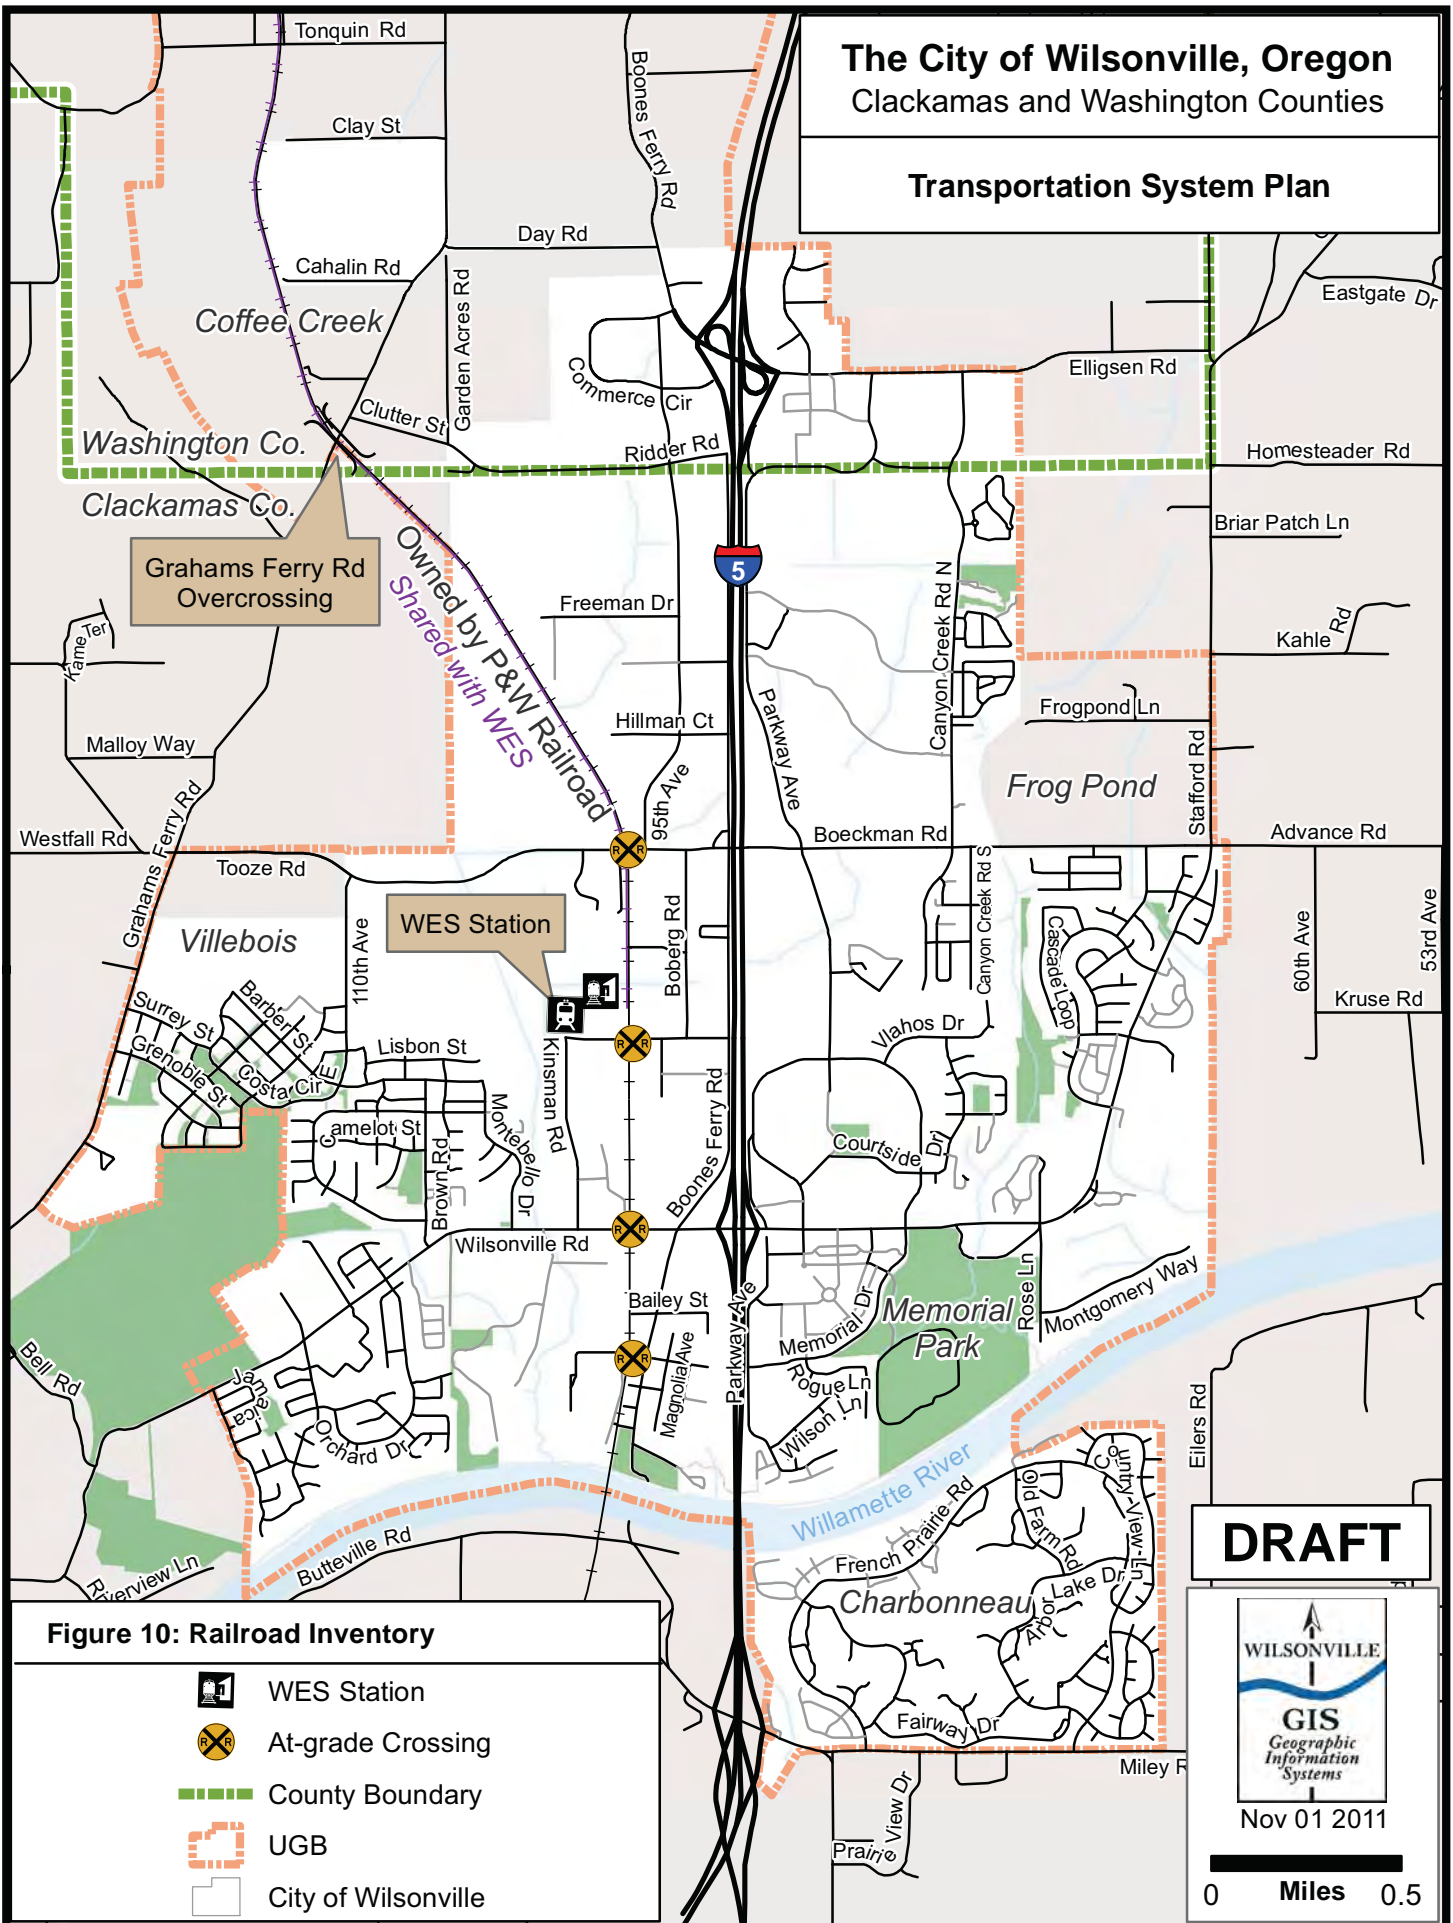 The City of Wilsonville, Oregon
Clackamas and Washington Counties
Transportation System Plan
Tonquin Rd
Boones Ferry Rd
Clay St
Day Rd
Cahalin Rd
Garden Acres Rd
Eastgate Dr
Coffee Creek
Commerce Cir
Elligsen Rd
Clutter St
Washington Co.
Ridder Rd
Homesteader Rd
Clackamas Co.
Briar Patch Ln
Grahams Ferry Rd
Overcrossing
Owned by P&W Railroad
Shared with WES
5
Freeman Dr
Canyon Creek Rd N
Kame Ter
Kahle Rd
Hillman Ct
Parkway Ave
Frogpond Ln
Malloy Way
Stafford Rd
Frog Pond
95th Ave
Grahams Ferry Rd
Westfall Rd
Tooze Rd
R R
Boeckman Rd
Advance Rd
Canyon Creek Rd S
WES Station
Villebois
110th Ave
Boberg Rd
Cascade Loop
60th Ave
53rd Ave
Kruse Rd
Surrey St
Barber St
Grenoble St
Costa Cir E
Lisbon St
Kinsman Rd
R R
Vlahos Dr
Camelot St
Brown Rd
Montebello Dr
Boones Ferry Rd
Courtside Dr
Wilsonville Rd
R R
Bailey St
Parkway Ave
Memorial Dr
Memorial
Park
Rose Ln
Montgomery Way
Bell Rd
Jamaica
R R
Magnolia Ave
Rogue Ln
Wilson Ln
Orchard Dr
Eilers Rd
Country View Ln
Willamette River
Old Farm Rd
French Prairie Rd
Butteville Rd
Riverview Ln
Lake Dr
Arbor
Charbonneau
Fairway Dr
Miley R
Prairie View Dr
DRAFT
WILSONVILLE
GIS
Geographic
Information
Systems
Nov 01 2011
0 Miles 0.5
Figure 10: Railroad Inventory
WES Station
R R
At-grade Crossing
County Boundary
UGB
City of Wilsonville